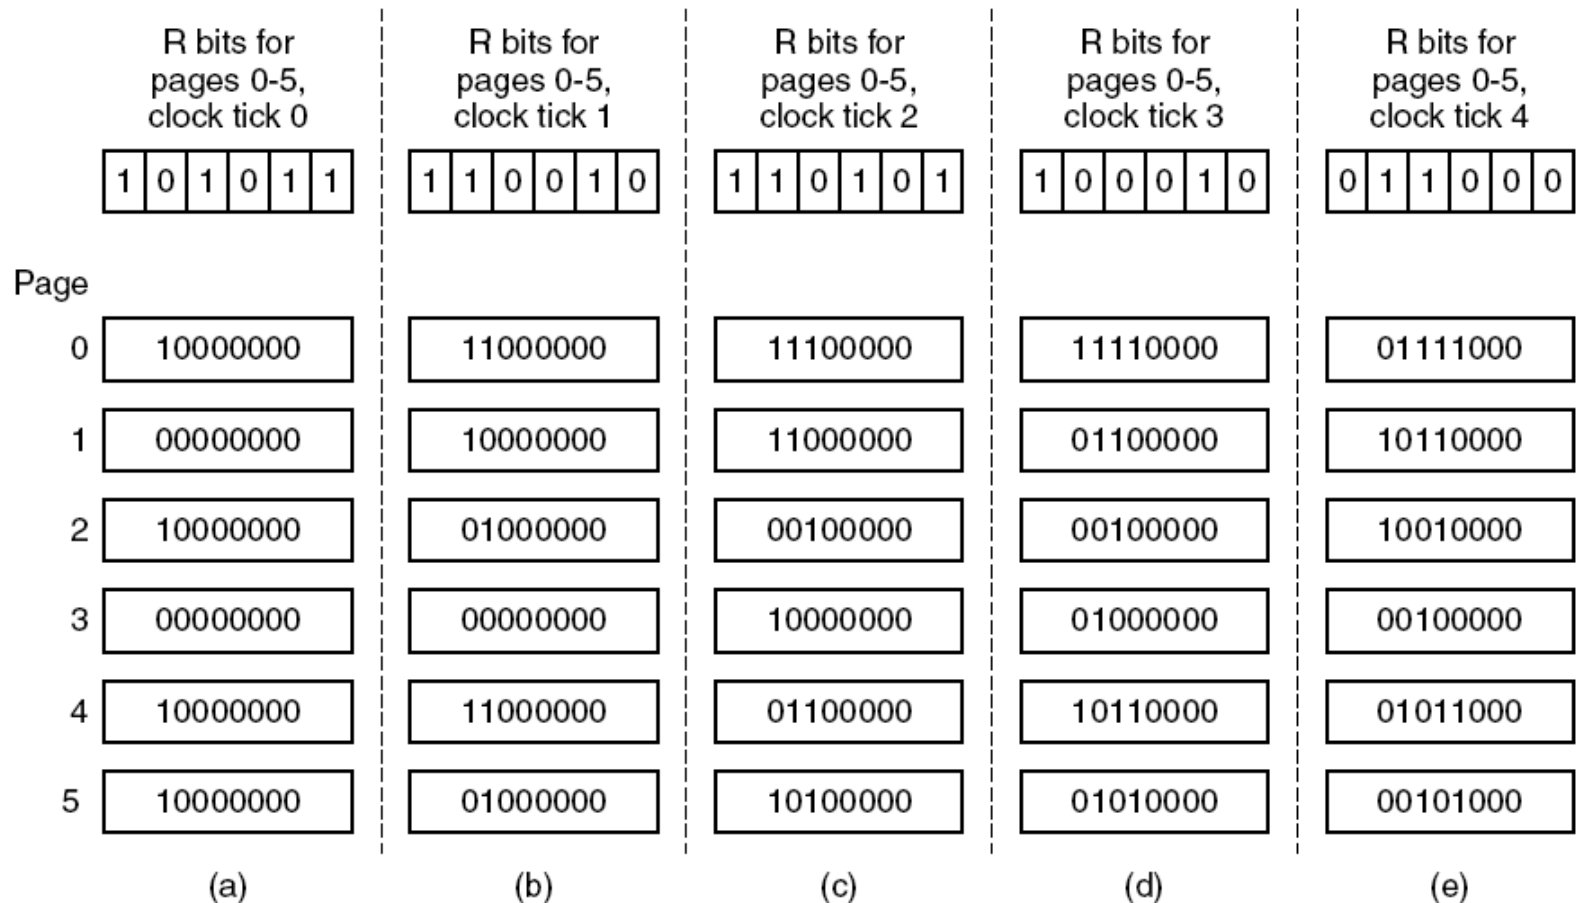 R bits for pages 0-5, clock tick 0
R bits for pages 0-5, clock tick 1
R bits for pages 0-5, clock tick 2
R bits for pages 0-5, clock tick 3
R bits for pages 0-5, clock tick 4
1 0 1 0 1 1 1 1 0 0 1 0 1 1 0 1 0 1 1 0 0 0 1 0 0 1 1 0 0 0
Page
0 10000000 11000000 11100000 11110000 01111000
1 00000000 10000000 11000000 01100000 10110000
2 10000000 01000000 00100000 00100000 10010000
3 00000000 00000000 10000000 01000000 00100000
4 10000000 11000000 01100000 10110000 01011000
5 10000000 01000000 10100000 01010000 00101000
(a) (b) (c) (d) (e)